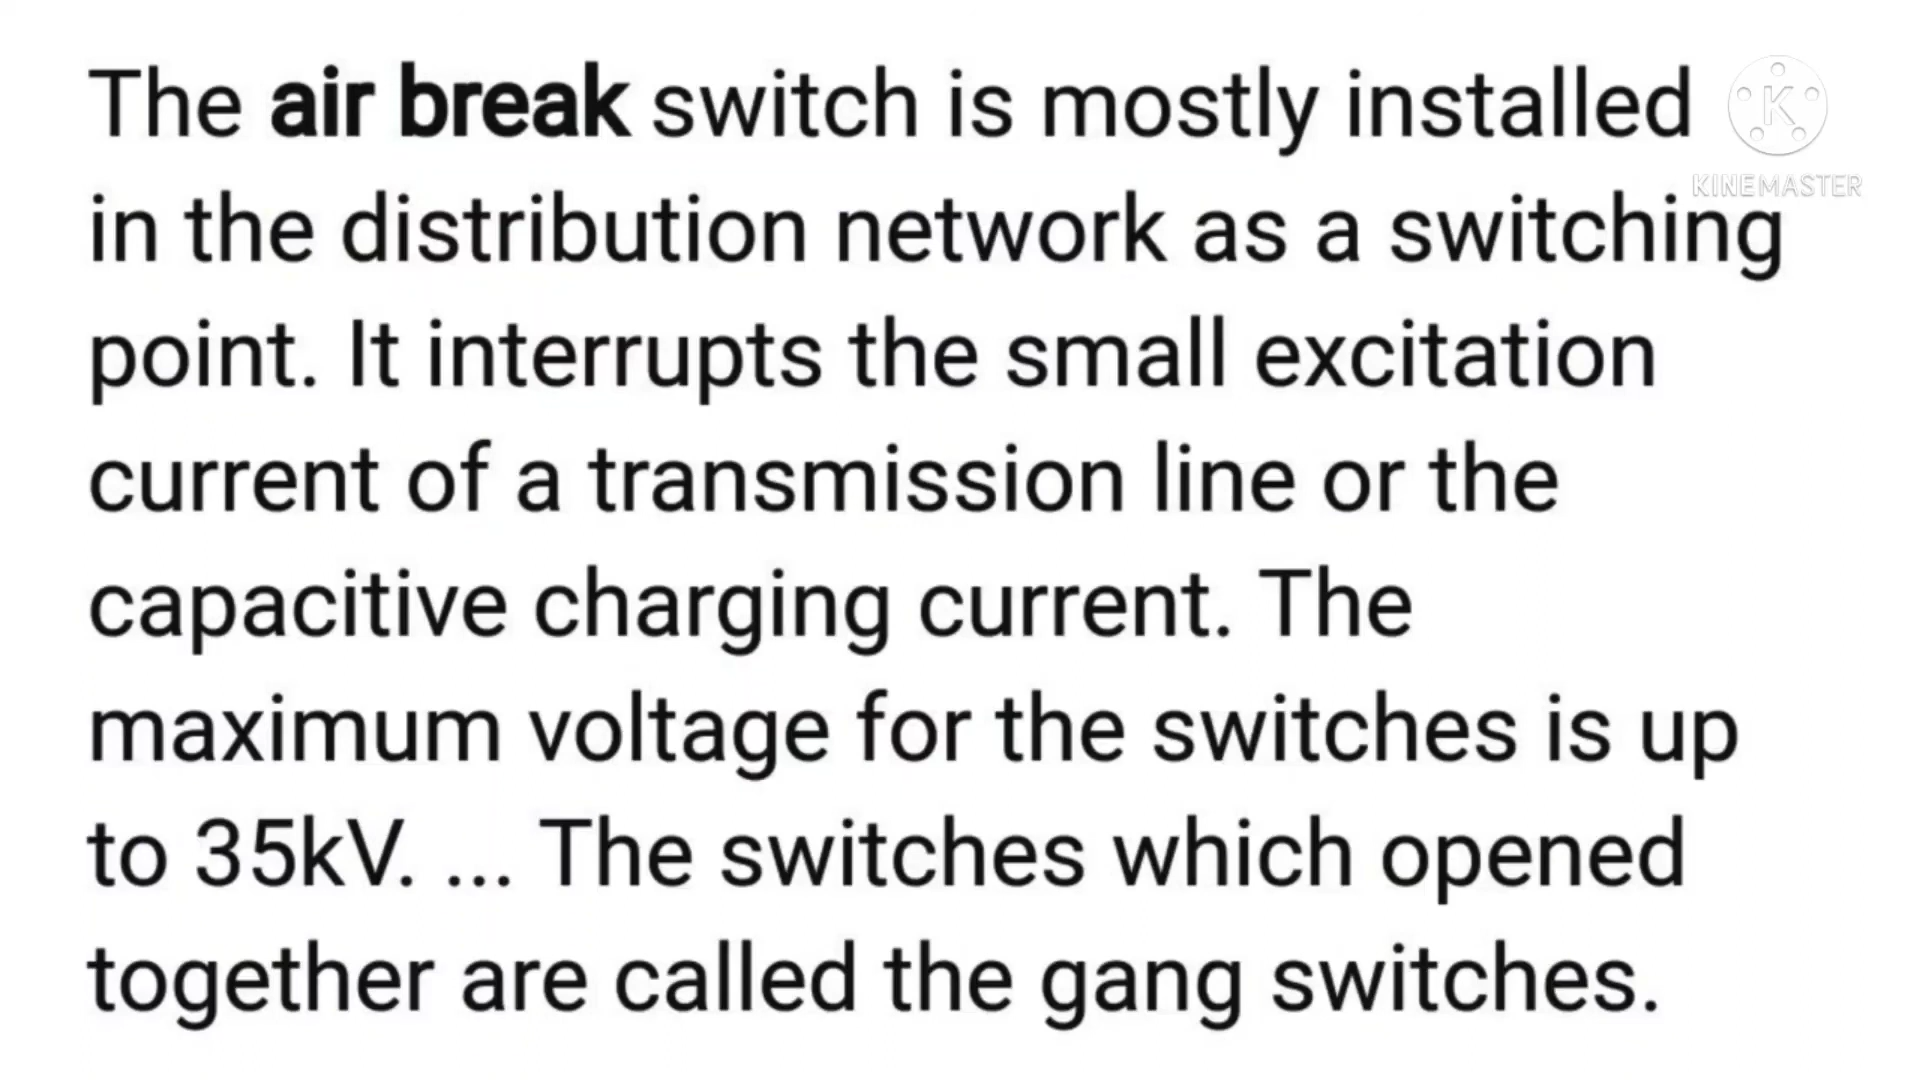 The air break switch is mostly installed
KINEMASTER
in the distribution network as a switching
point. It interrupts the small excitation
current of a transmission line or the
capacitive charging current. The
maximum voltage for the switches is up
to 35kV. ... The switches which opened
together are called the gang switches.